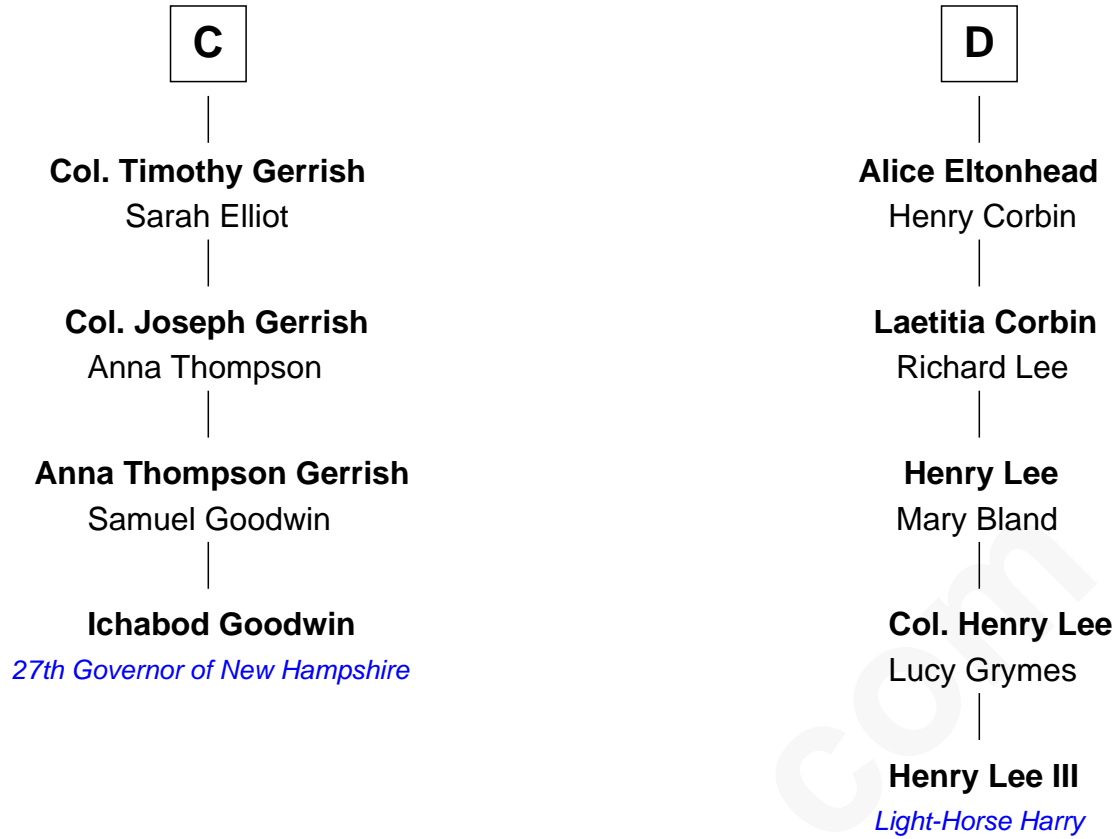 C
Col. Timothy Gerrish
Sarah Elliot
Col. Joseph Gerrish
Anna Thompson
Anna Thompson Gerrish
Samuel Goodwin
Ichabod Goodwin
27th Governor of New Hampshire
D
Alice Eltonhead
Henry Corbin
Laetitia Corbin
Richard Lee
Henry Lee
Mary Bland
Col. Henry Lee
Lucy Grymes
Henry Lee III
Light-Horse Harry
com